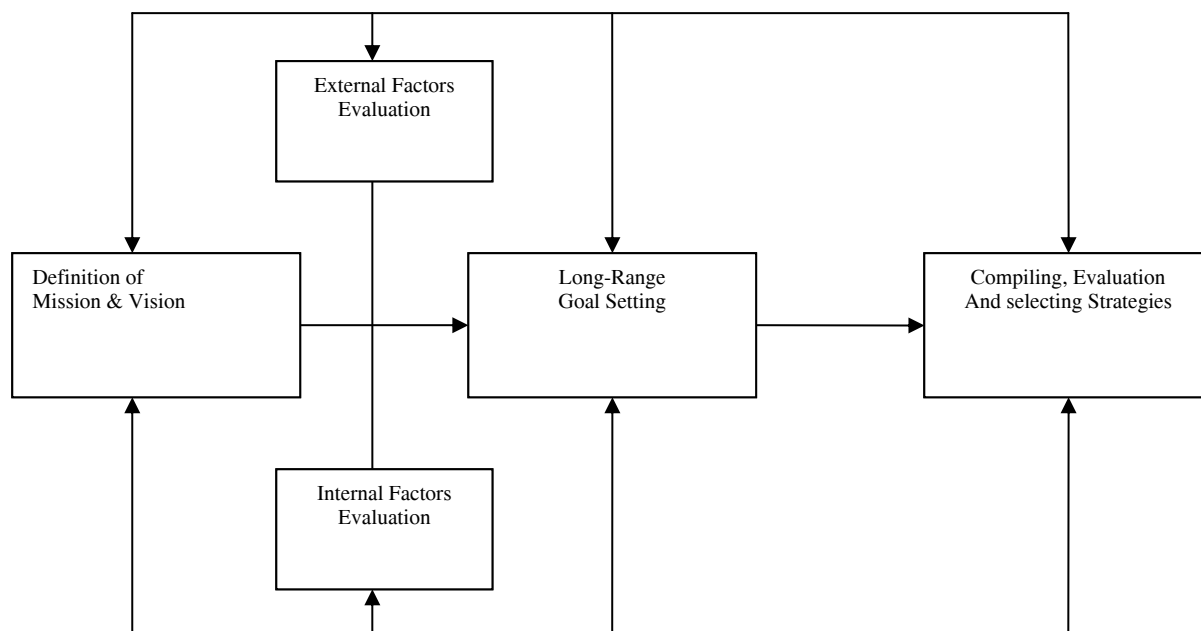 External Factors
Evaluation
Definition of
Mission & Vision
Long-Range
Goal Setting
Compiling, Evaluation
And selecting Strategies
Internal Factors
Evaluation